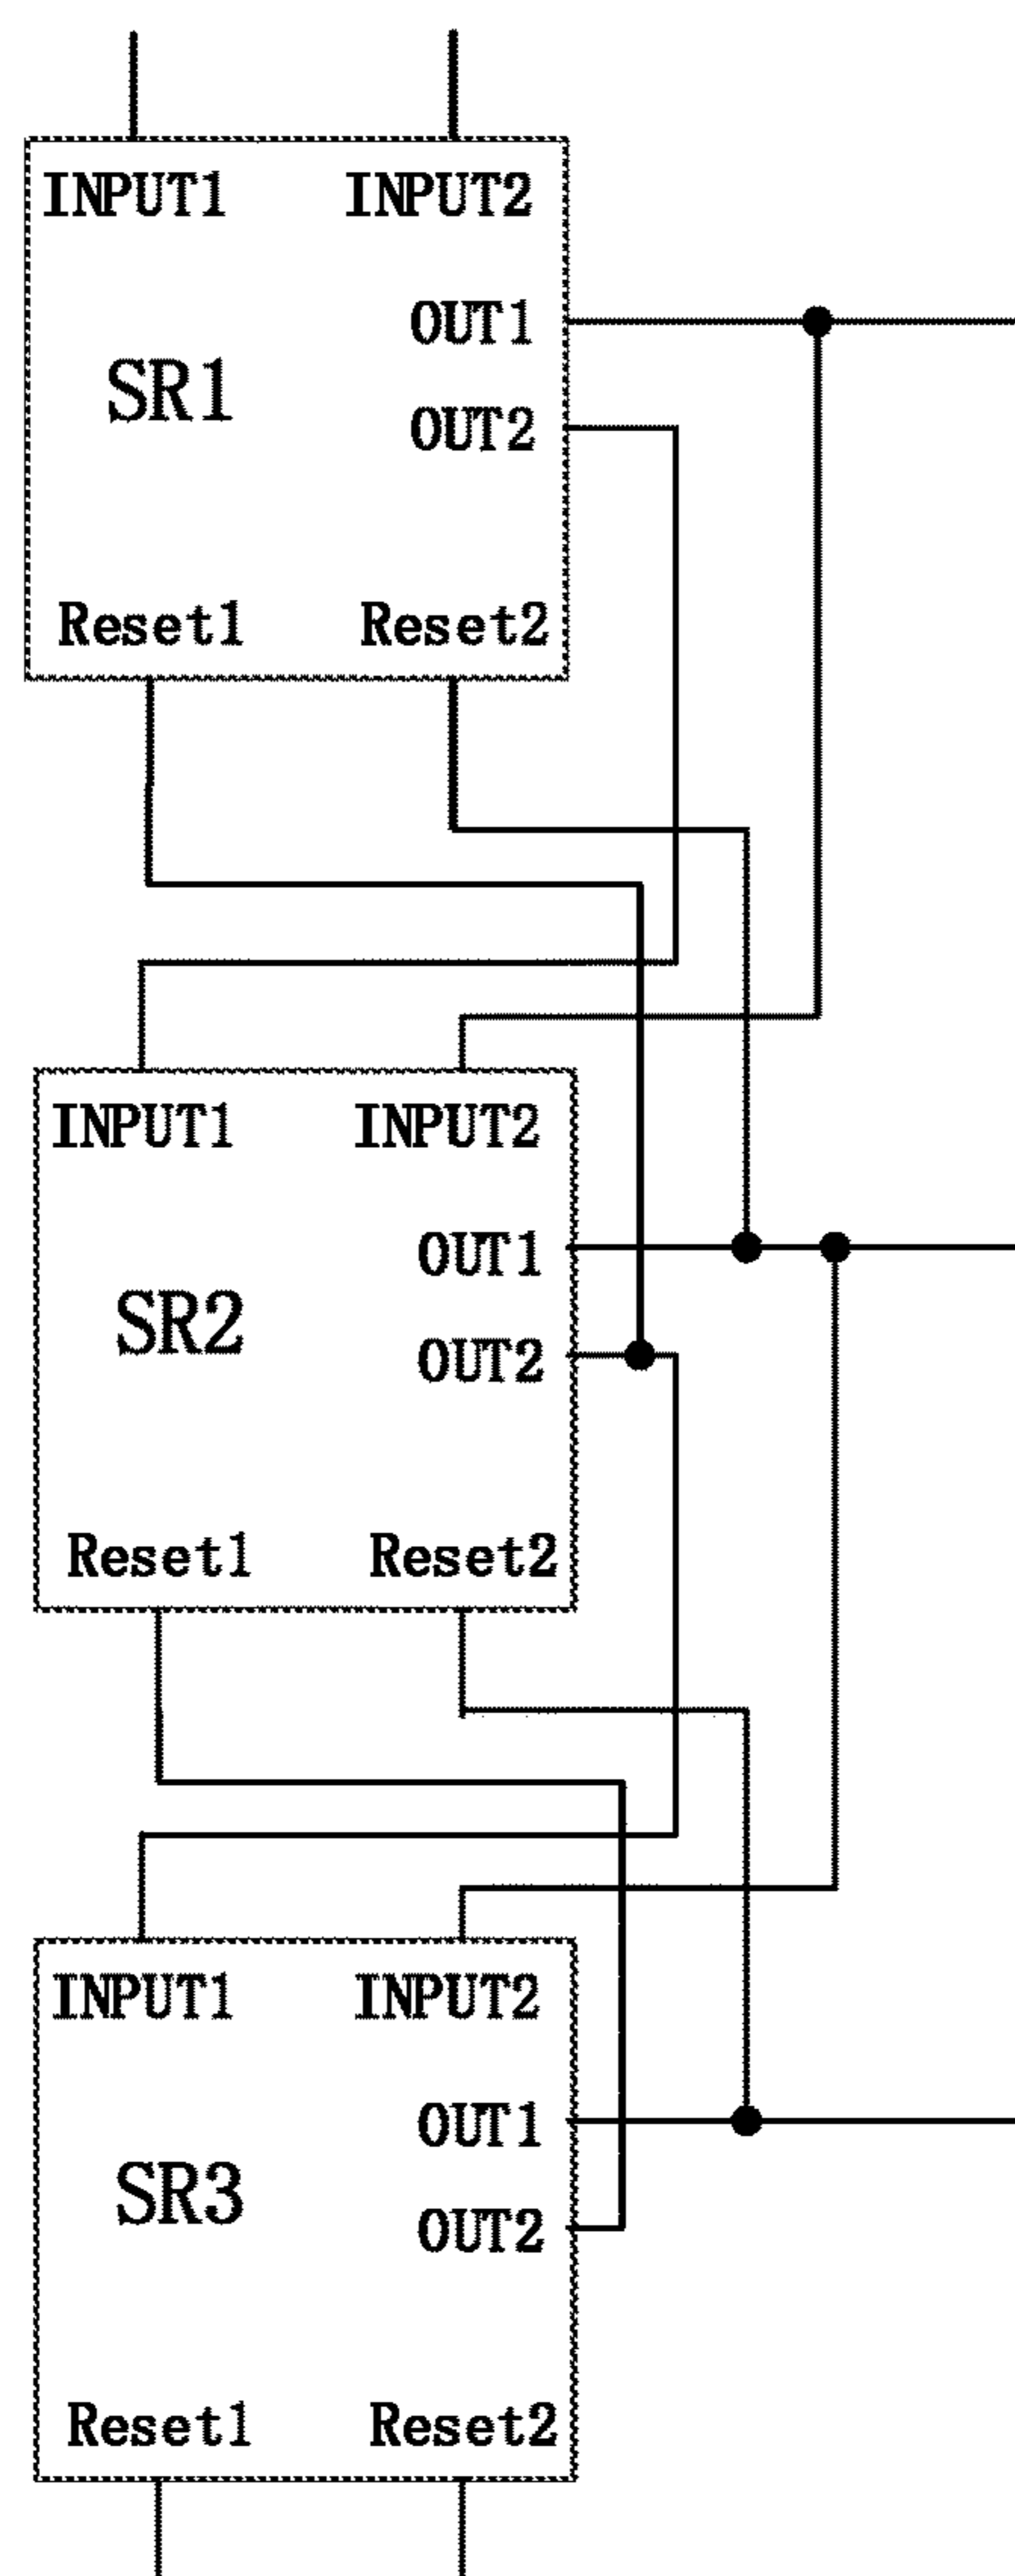 INPUT1 INPUT2
OUT1
SR1
OUT2
Reset1 Reset2
INPUT1 INPUT2
OUT1
SR2
OUT2
Reset1 Reset2
INPUT1 INPUT2
OUT1
SR3
OUT2
Reset1 Reset2